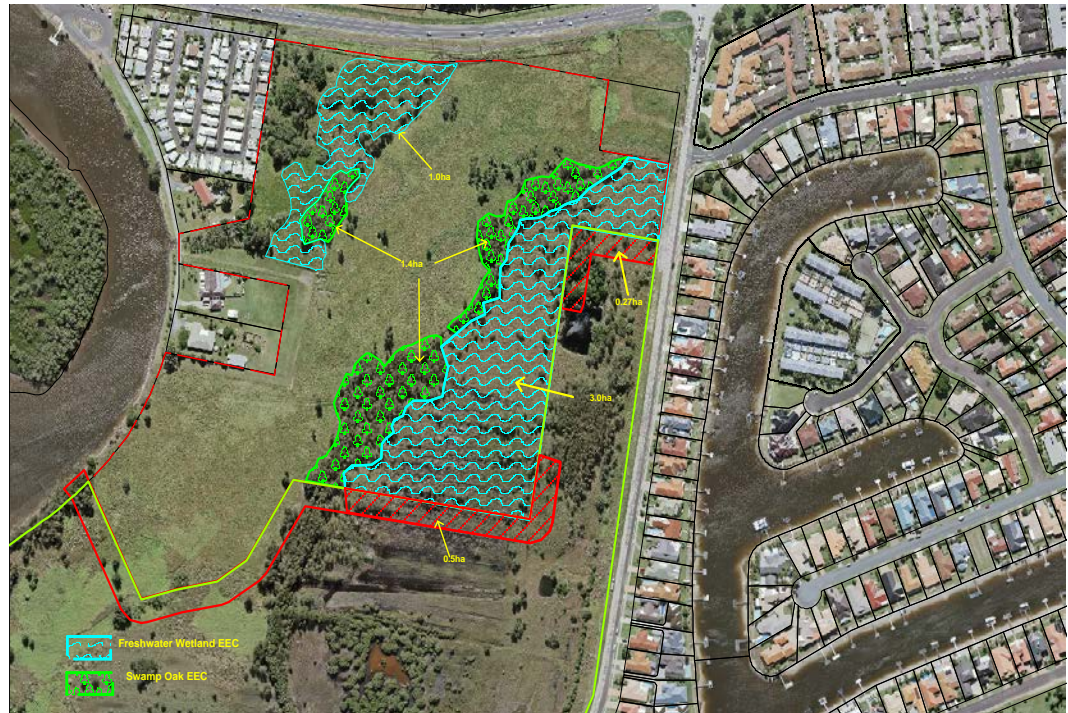 1.0ha
1.4ha
0.27ha
3.0ha.
0.5ha
Freshwater Wetland EEC
Swamp Oak EEC